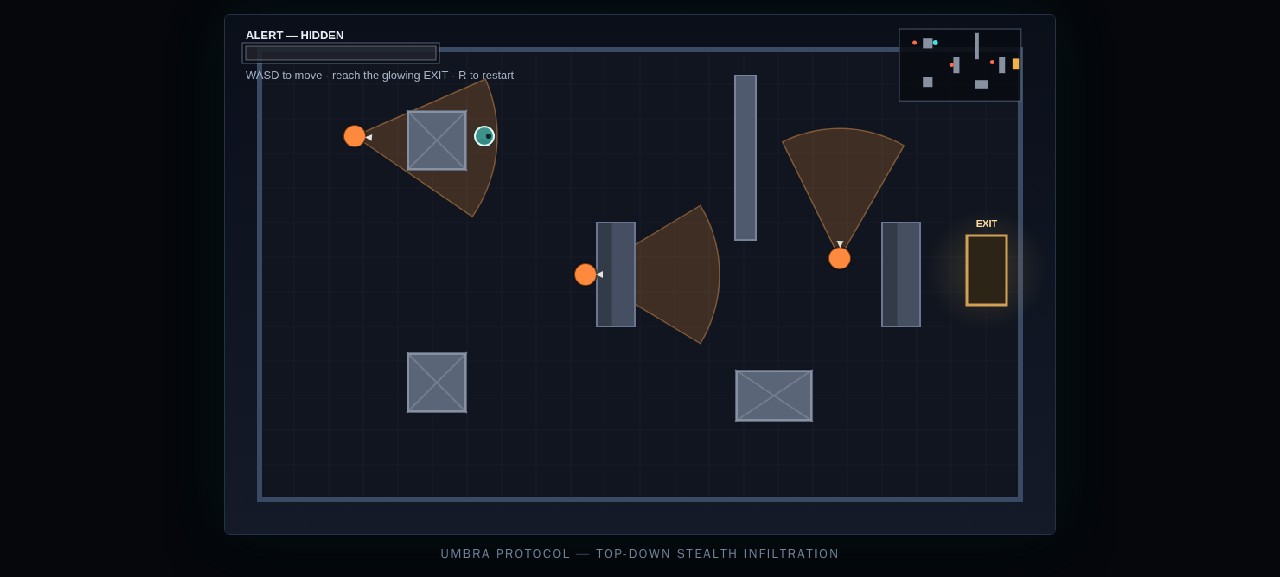 ALERT — HIDDEN
WASD to move · reach the glowing EXIT · R to restart
EXIT
UMBRA PROTOCOL — TOP-DOWN STEALTH INFILTRATION